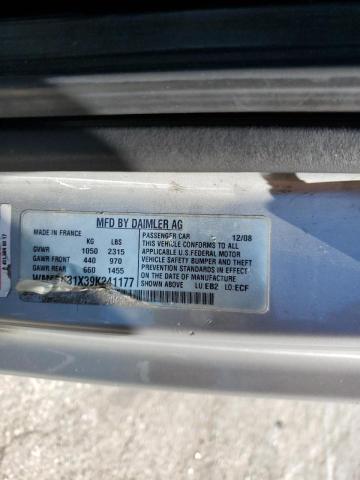 MFD BY DAIMLER AG
MADE IN FRANCE
KG LBS
GVWR 1050 2315
GAWR FRONT 440 970
GAWR REAR 660 1455
PASSENGER CAR 12/08
THIS VEHICLE CONFORMS TO ALL
APPLICABLE U.S. FEDERAL MOTOR
VEHICLE SAFETY BUMPER AND THEFT
PREVENTION STANDARDS IN EFFECT ON
THE DATE OF MANUFACTURE
SHOWN ABOVE LU:EB2 LO:ECF
31X39K241177